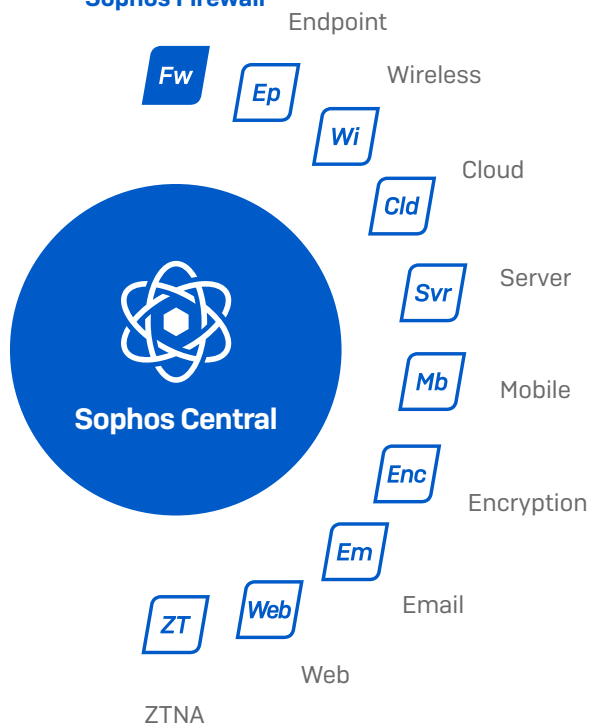 Sophos Firewall
Endpoint
Fw
Ep
Wireless
Wi
Cloud
Cld
Server
Svr
Sophos Central
Mb
Mobile
Enc
Encryption
Em
Email
ZT
Web
Web
ZTNA